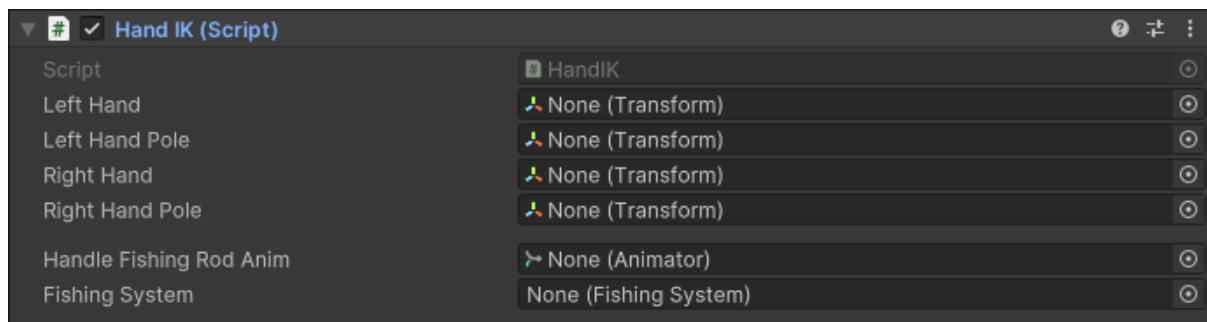 Hand IK (Script)
Script HandIK
Left Hand None (Transform)
Left Hand Pole None (Transform)
Right Hand None (Transform)
Right Hand Pole None (Transform)
Handle Fishing Rod Anim None (Animator)
Fishing System None (Fishing System)